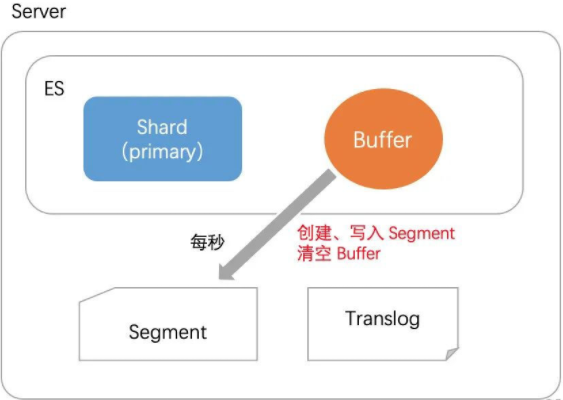 Server
ES
Shard
（primary）
Buffer
每秒
创建、写入 Segment
清空 Buffer
Segment
Translog